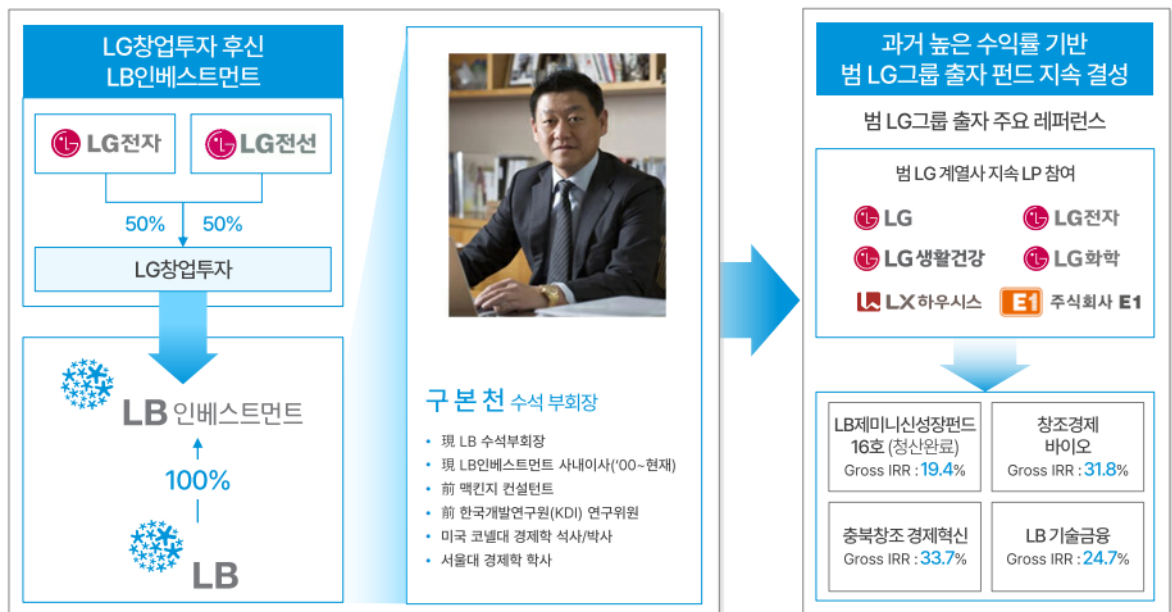 LG창업투자 후신
LB인베스트먼트
LG전자
LG전선
50%
50%
LG창업투자
LB 인베스트먼트
100%
LB
구본천 수석 부회장
• 現 LB 수석부회장
• 現 LB인베스트먼트 사내이사('00~현재)
• 前 맥킨지 컨설턴트
• 前 한국개발연구원(KDI) 연구위원
• 미국 코넬대 경제학 석사/박사
• 서울대 경제학 학사
과거 높은 수익률 기반
범 LG그룹 출자 펀드 지속 결성
범 LG그룹 출자 주요 레퍼런스
범 LG 계열사 지속 LP 참여
LG
LG전자
LG생활건강
LG화학
LX하우시스
E1 주식회사 E1
LB제미니신성장펀드
16호 (청산완료)
Gross IRR : 19.4%
창조경제
바이오
Gross IRR : 31.8%
충북창조 경제혁신
Gross IRR : 33.7%
LB 기술금융
Gross IRR : 24.7%